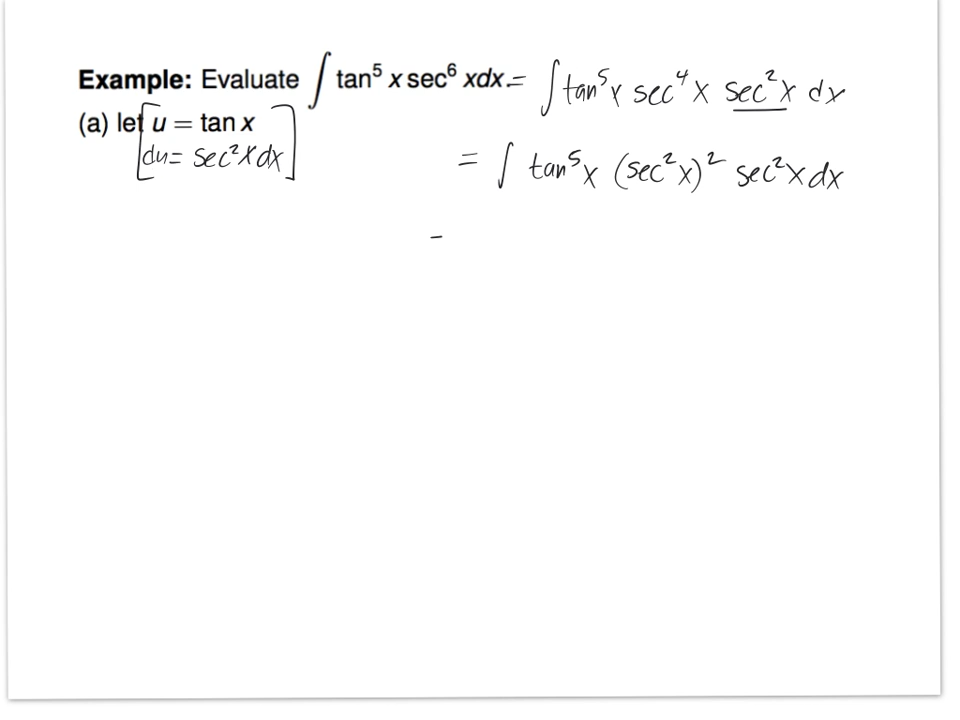 Example: Evaluate ∫ tan⁵ x sec⁶ xdx. = ∫ tan⁵x sec⁴x sec²x dx
(a) let u = tan x
du = sec²x dx = ∫ tan⁵x (sec²x)² sec²x dx
=